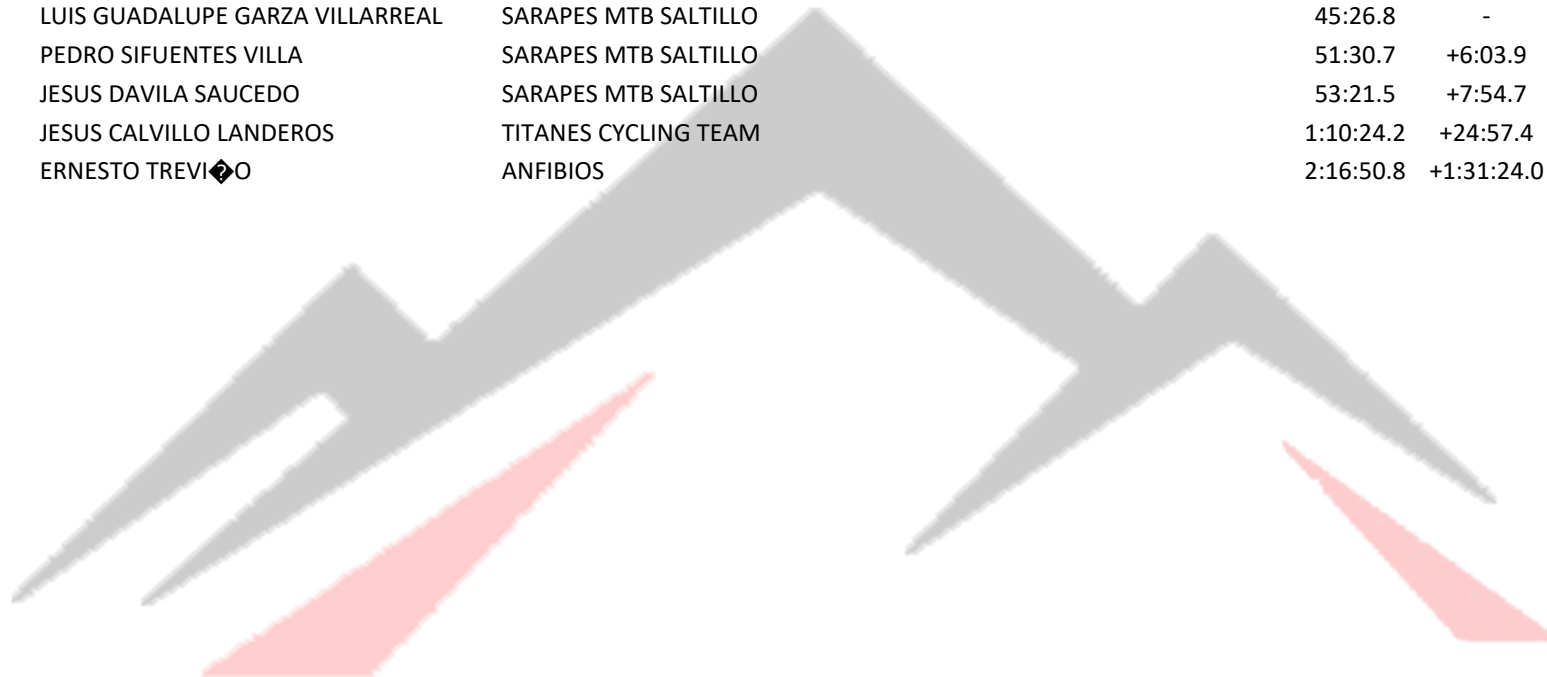 LUIS GUADALUPE GARZA VILLARREAL SARAPES MTB SALTILLO 45:26.8 -
PEDRO SIFUENTES VILLA SARAPES MTB SALTILLO 51:30.7 +6:03.9
JESUS DAVILA SAUCEDO SARAPES MTB SALTILLO 53:21.5 +7:54.7
JESUS CALVILLO LANDEROS TITANES CYCLING TEAM 1:10:24.2 +24:57.4
ERNESTO TREVI�O ANFIBIOS 2:16:50.8 +1:31:24.0